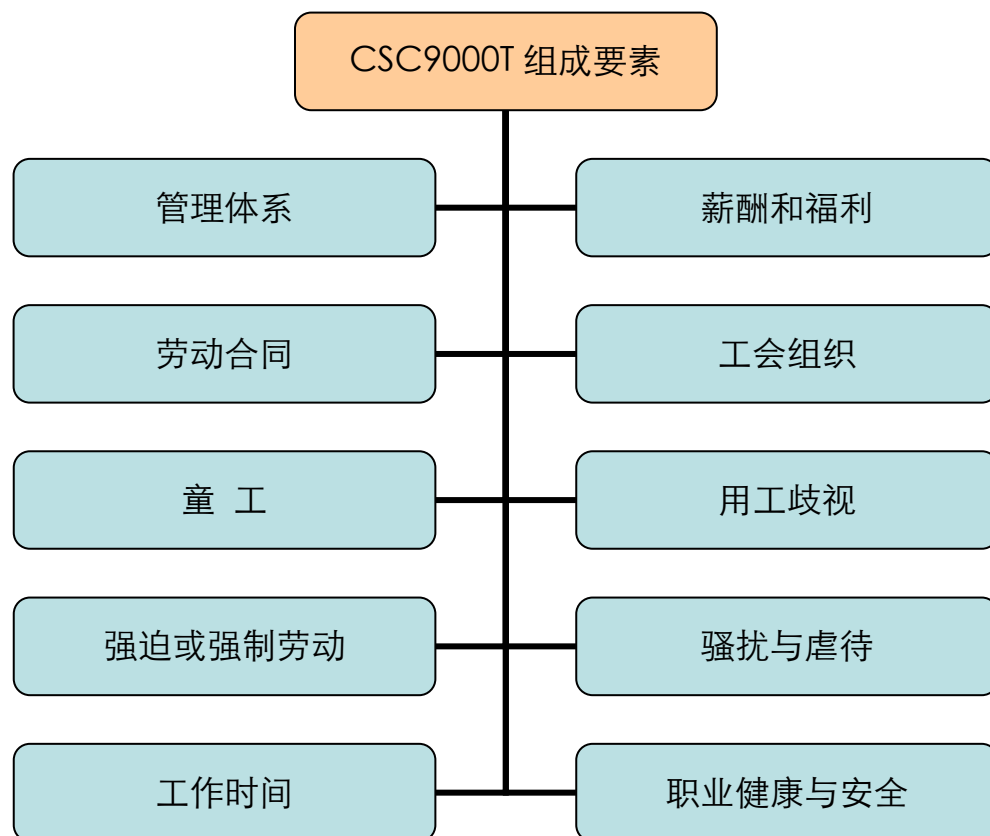 CSC9000T 组成要素
管理体系
薪酬和福利
劳动合同
工会组织
童 工
用工歧视
强迫或强制劳动
骚扰与虐待
工作时间
职业健康与安全